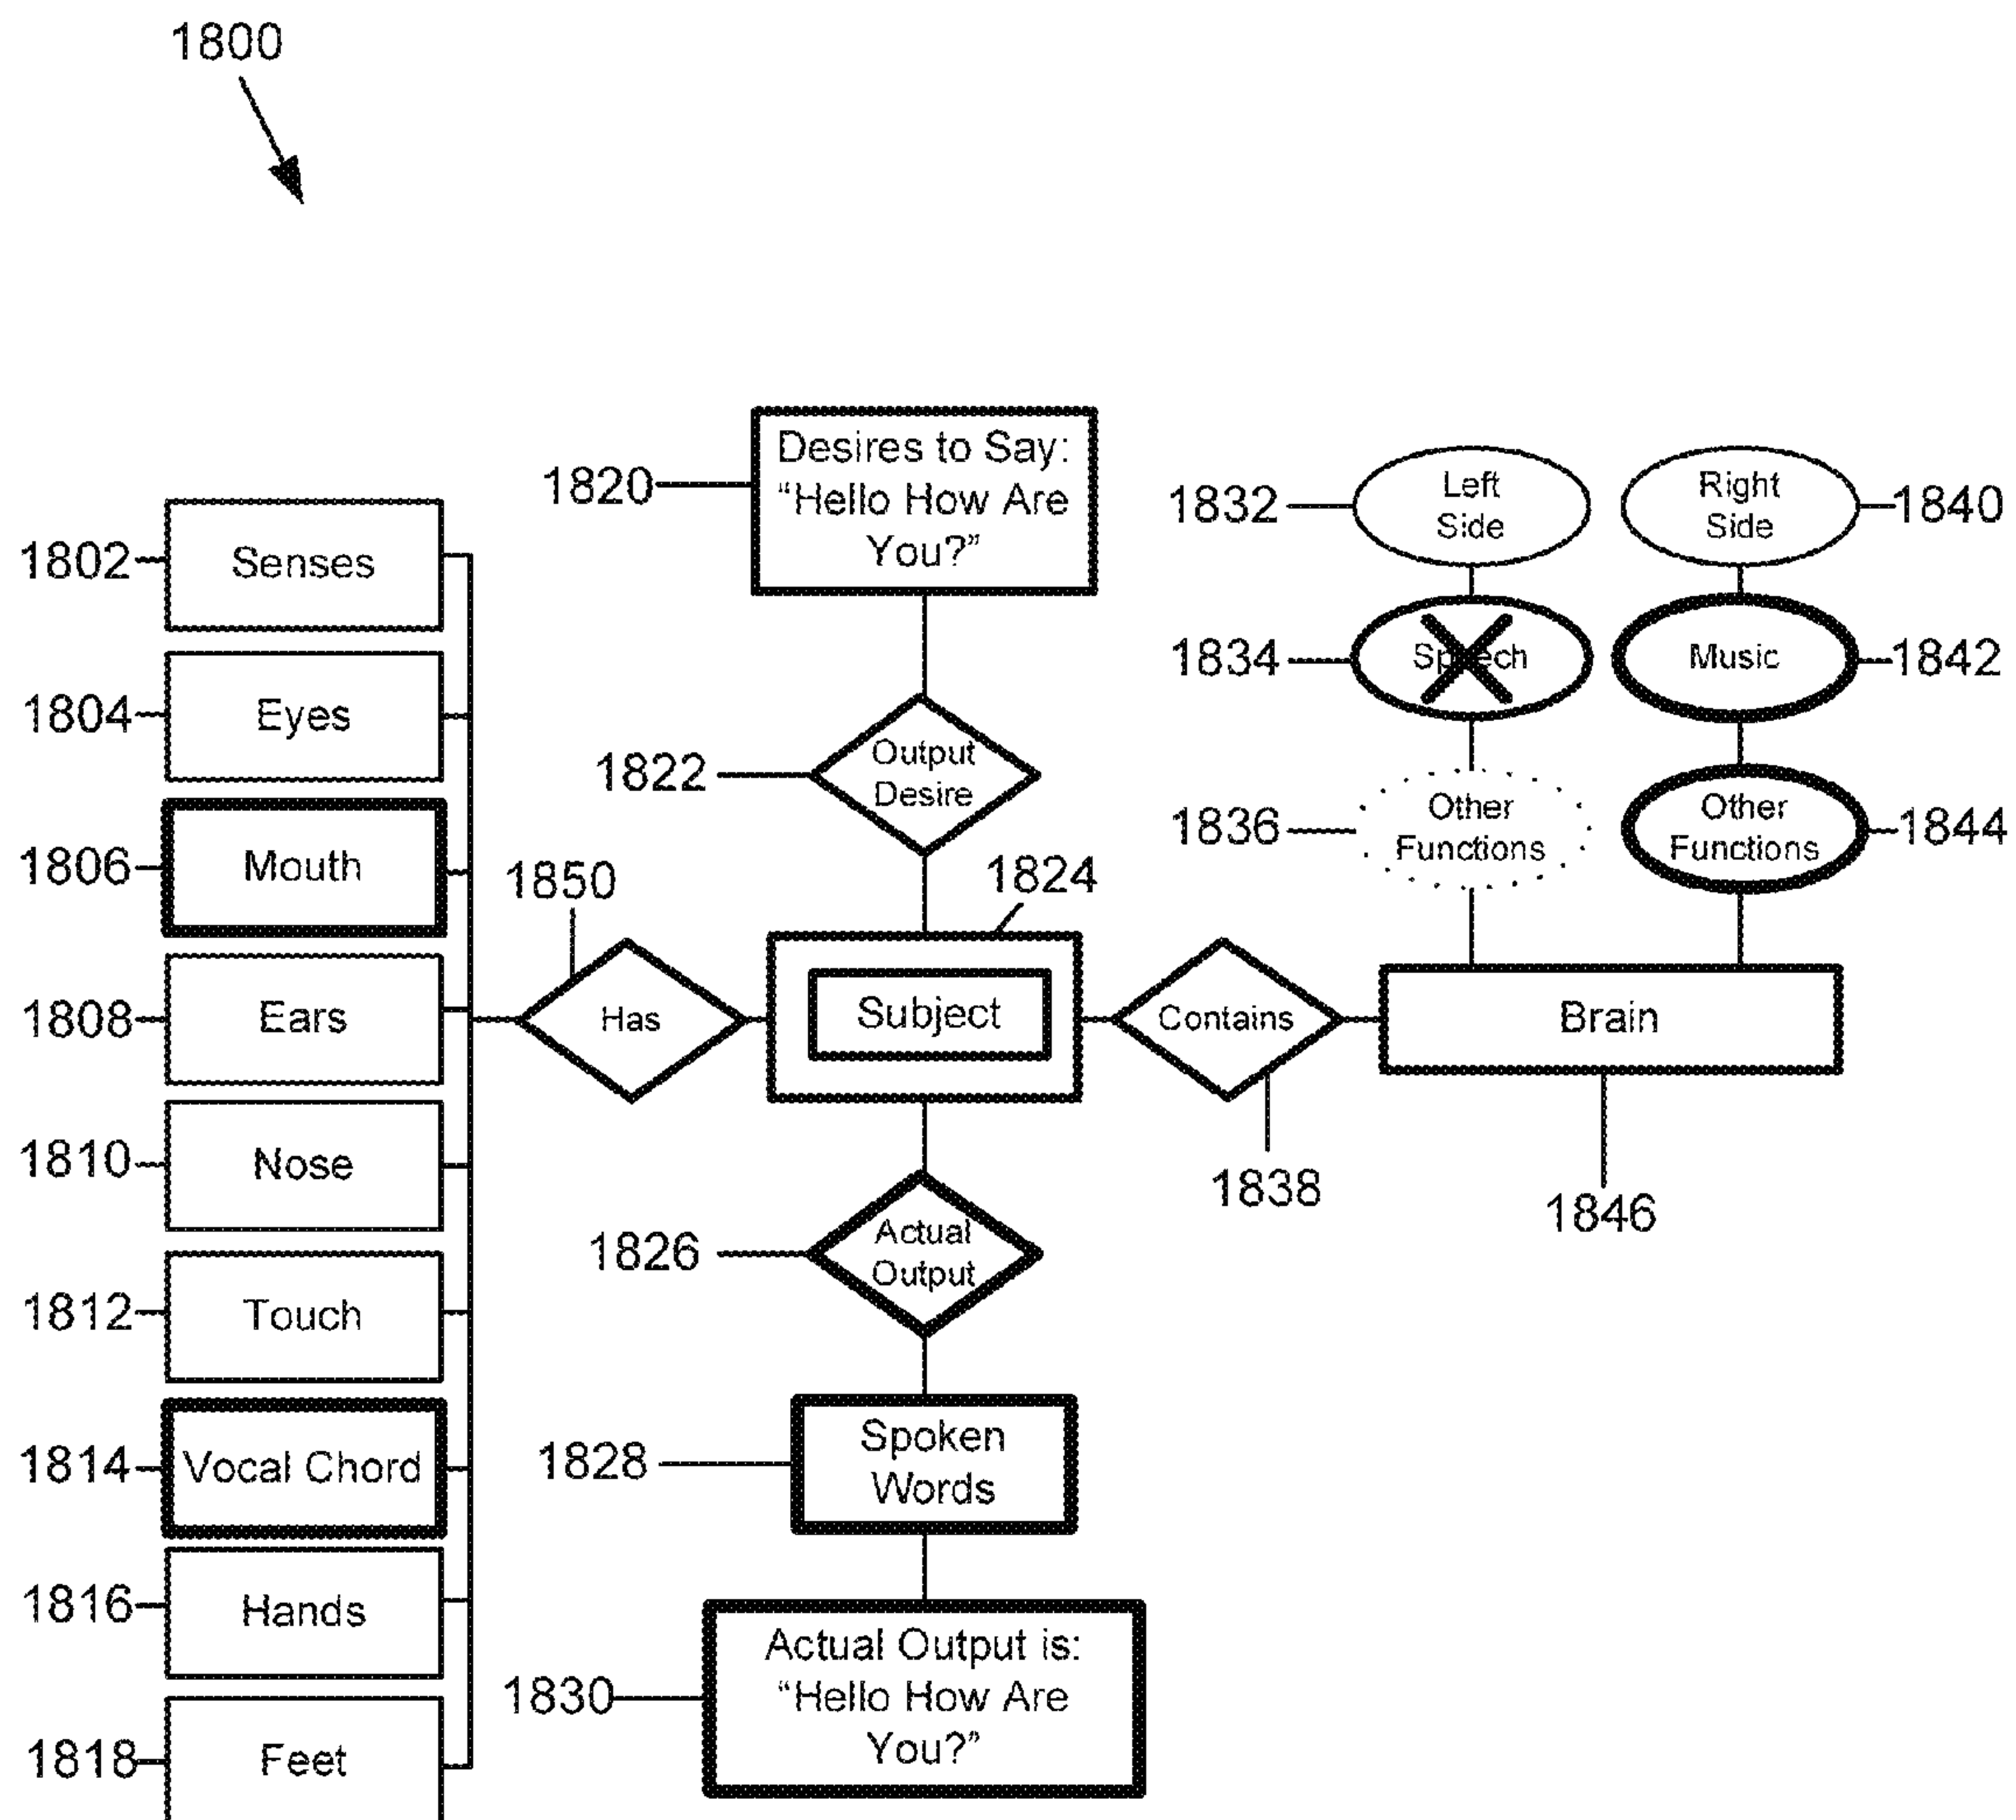 1800
1802
Senses
1804
Eyes
1806
Mouth
1808
Ears
1810
Nose
1812
Touch
1814
Vocal Chord
1816
Hands
1818
Feet
1850
Has
1820
Desires to Say:
“Hello How Are
You?”
1822
Output
Desire
1824
Subject
1826
Actual
Output
1828
Spoken
Words
1830
Actual Output is:
“Hello How Are
You?”
Contains
1838
1832
Left
Side
1834
Speech
1836
Other
Functions
Right
Side
1840
Music
1842
Other
Functions
1844
Brain
1846